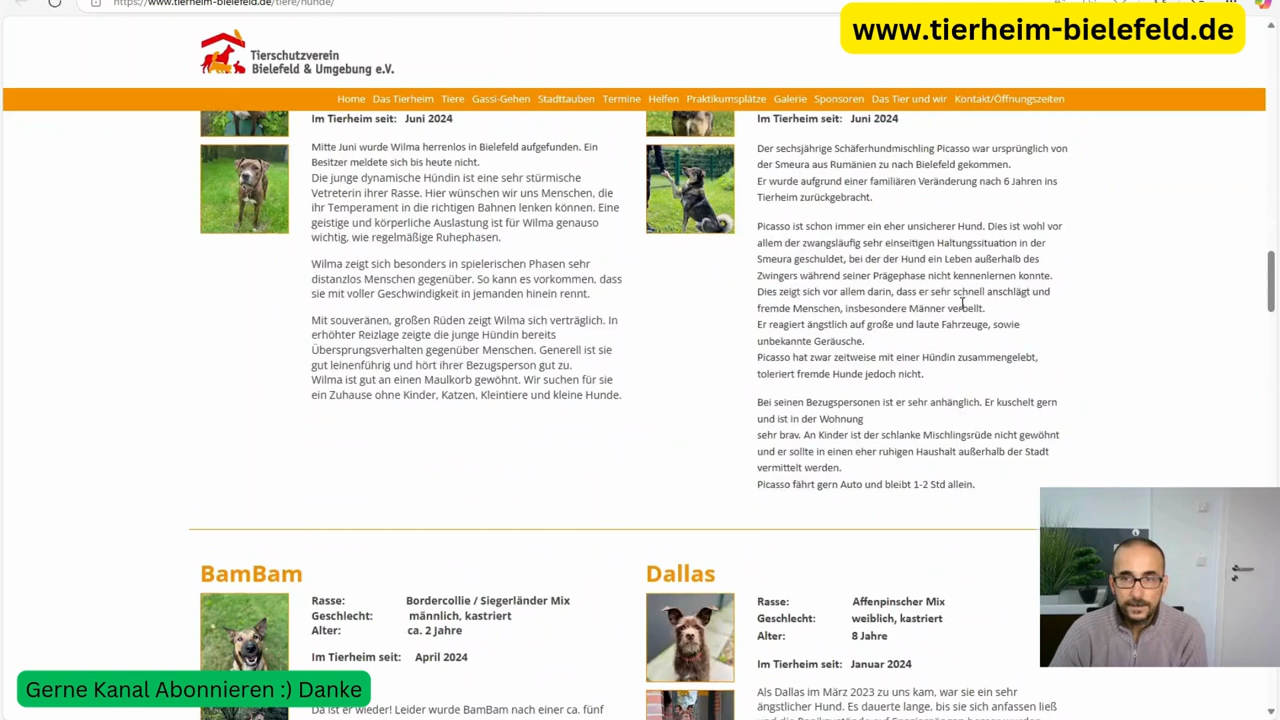 https://www.tierheim-bielefeld.de/tiere/hunde/
www.tierheim-bielefeld.de
Tierschutzverein
Bielefeld & Umgebung e.V.
Home Das Tierheim Tiere Gassi-Gehen Stadttauben Termine Helfen Praktikumsplätze Galerie Sponsoren Das Tier und wir Kontakt/Öffnungszeiten
Im Tierheim seit: Juni 2024
Mitte Juni wurde Wilma herrenlos in Bielefeld aufgefunden. Ein
Besitzer meldete sich bis heute nicht.
Die junge dynamische Hündin ist eine sehr stürmische
Vetreterin ihrer Rasse. Hier wünschen wir uns Menschen, die
ihr Temperament in die richtigen Bahnen lenken können. Eine
geistige und körperliche Auslastung ist für Wilma genauso
wichtig, wie regelmäßige Ruhephasen.
Wilma zeigt sich besonders in spielerischen Phasen sehr
distanzlos Menschen gegenüber. So kann es vorkommen, dass
sie mit voller Geschwindigkeit in jemanden hinein rennt.
Mit souveränen, großen Rüden zeigt Wilma sich verträglich. In
erhöhter Reizlage zeigte die junge Hündin bereits
Übersprungsverhalten gegenüber Menschen. Generell ist sie
gut leinenführig und hört ihrer Bezugsperson gut zu.
Wilma ist gut an einen Maulkorb gewöhnt. Wir suchen für sie
ein Zuhause ohne Kinder, Katzen, Kleintiere und kleine Hunde.
Im Tierheim seit: Juni 2024
Der sechsjährige Schäferhundmischling Picasso war ursprünglich von
der Smeura aus Rumänien zu nach Bielefeld gekommen.
Er wurde aufgrund einer familiären Veränderung nach 6 Jahren ins
Tierheim zurückgebracht.
Picasso ist schon immer ein eher unsicherer Hund. Dies ist wohl vor
allem der zwangsläufig sehr einseitigen Haltungssituation in der
Smeura geschuldet, bei der der Hund ein Leben außerhalb des
Zwingers während seiner Prägephase nicht kennenlernen konnte.
Dies zeigt sich vor allem darin, dass er sehr schnell anschlägt und
fremde Menschen, insbesondere Männer verbellt.
Er reagiert ängstlich auf große und laute Fahrzeuge, sowie
unbekannte Geräusche.
Picasso hat zwar zeitweise mit einer Hündin zusammengelebt,
toleriert fremde Hunde jedoch nicht.
Bei seinen Bezugspersonen ist er sehr anhänglich. Er kuschelt gern
und ist in der Wohnung
sehr brav. An Kinder ist der schlanke Mischlingsrüde nicht gewöhnt
und er sollte in einen eher ruhigen Haushalt außerhalb der Stadt
vermittelt werden.
Picasso fährt gern Auto und bleibt 1-2 Std allein.
BamBam
Rasse: Bordercollie / Siegerländer Mix
Geschlecht: männlich, kastriert
Alter: ca. 2 Jahre
Im Tierheim seit: April 2024
Da ist er wieder! Leider wurde BamBam nach einer ca. fünf
Dallas
Rasse: Affenpinscher Mix
Geschlecht: weiblich, kastriert
Alter: 8 Jahre
Im Tierheim seit: Januar 2024
Als Dallas im März 2023 zu uns kam, war sie ein sehr
ängstlicher Hund. Es dauerte lange, bis sie sich anfassen ließ
Gerne Kanal Abonnieren :) Danke